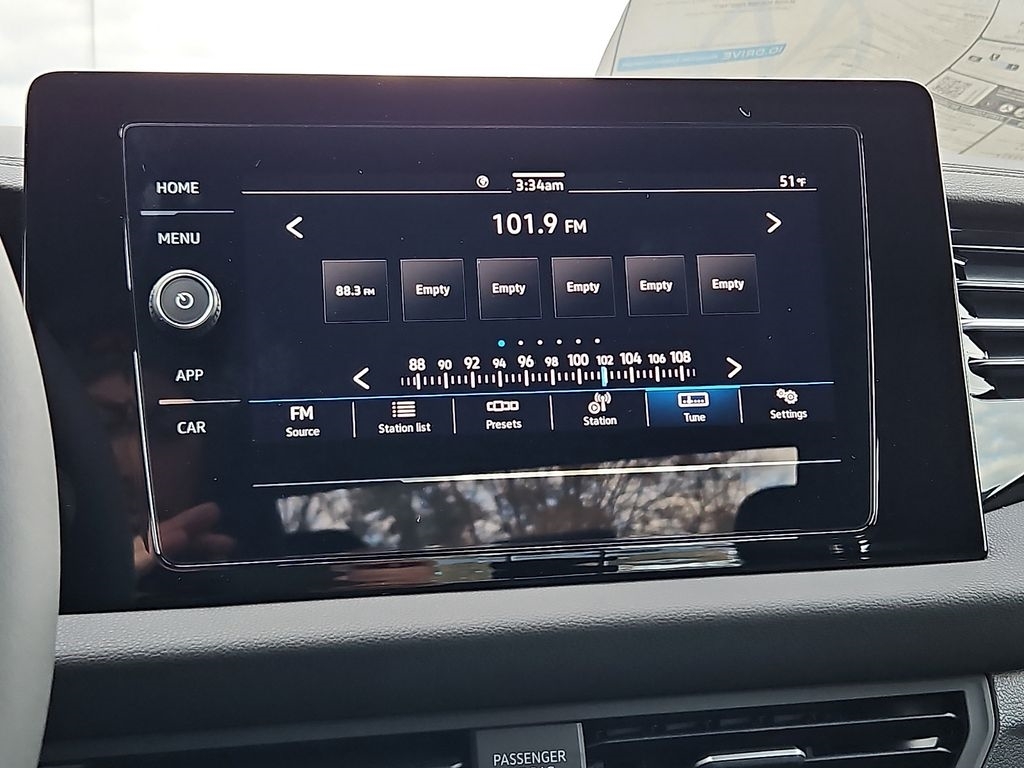 IQ.DRIVE
HOME
3:34am
51°F
MENU
101.9 FM
88.3 FM
Empty
Empty
Empty
Empty
Empty
APP
88 90 92 94 96 98 100 102 104 106 108
CAR
FM
Source
Station list
Presets
Station
Tune
Settings
PASSENGER